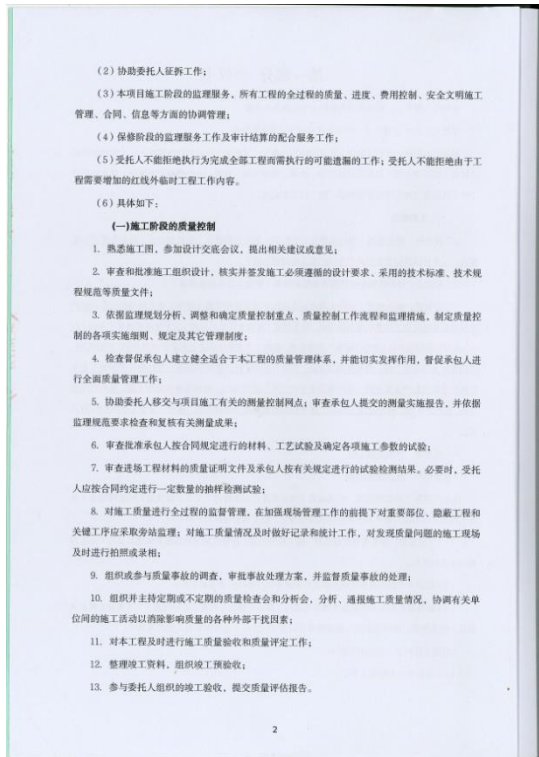 （2）协助委托人征拆工作；
（3）本项目施工阶段的监理服务，所有工程的全过程的质量、进度、费用控制、安全文明施工
管理、合同、信息等方面的协调管理；
（4）保修阶段的监理服务工作及审计结算的配合服务工作；
（5）受托人不能拒绝执行为完成全部工程而需执行的可能遗漏的工作；受托人不能拒绝由于工
程需要增加的红线外临时工程工作内容。
（6）具体如下：
(一)施工阶段的质量控制
1. 熟悉施工图，参加设计交底会议，提出相关建议或意见；
2. 审查和批准施工组织设计，核实并签发施工必须遵循的设计要求、采用的技术标准、技术规
程规范等质量文件；
3. 依据监理规划分析、调整和确定质量控制重点、质量控制工作流程和监理措施，制定质量控
制的各项实施细则、规定及其它管理制度；
4. 检查督促承包人建立健全适合于本工程的质量管理体系，并能切实发挥作用，督促承包人进
行全面质量管理工作；
5. 协助委托人移交与项目施工有关的测量控制网点；审查承包人提交的测量实施报告，并依据
监理规范要求检查和复核有关测量成果；
6. 审查批准承包人按合同规定进行的材料、工艺试验及确定各项施工参数的试验；
7. 审查进场工程材料的质量证明文件及承包人按有关规定进行的试验检测结果。必要时，受托
人应按合同约定进行一定数量的抽样检测试验；
8. 对施工质量进行全过程的监督管理，在加强现场管理工作的前提下对重要部位、隐蔽工程和
关键工序应采取旁站监理；对施工质量情况及时做好记录和统计工作，对发现质量问题的施工现场
及时进行拍照或录相；
9. 组织或参与质量事故的调查，审批事故处理方案，并监督质量事故的处理；
10. 组织并主持定期或不定期的质量检查会和分析会，分析、通报施工质量情况，协调有关单
位间的施工活动以消除影响质量的各种外部干扰因素；
11. 对本工程及时进行施工质量验收和质量评定工作；
12. 整理竣工资料，组织竣工预验收；
13. 参与委托人组织的竣工验收，提交质量评估报告。
2